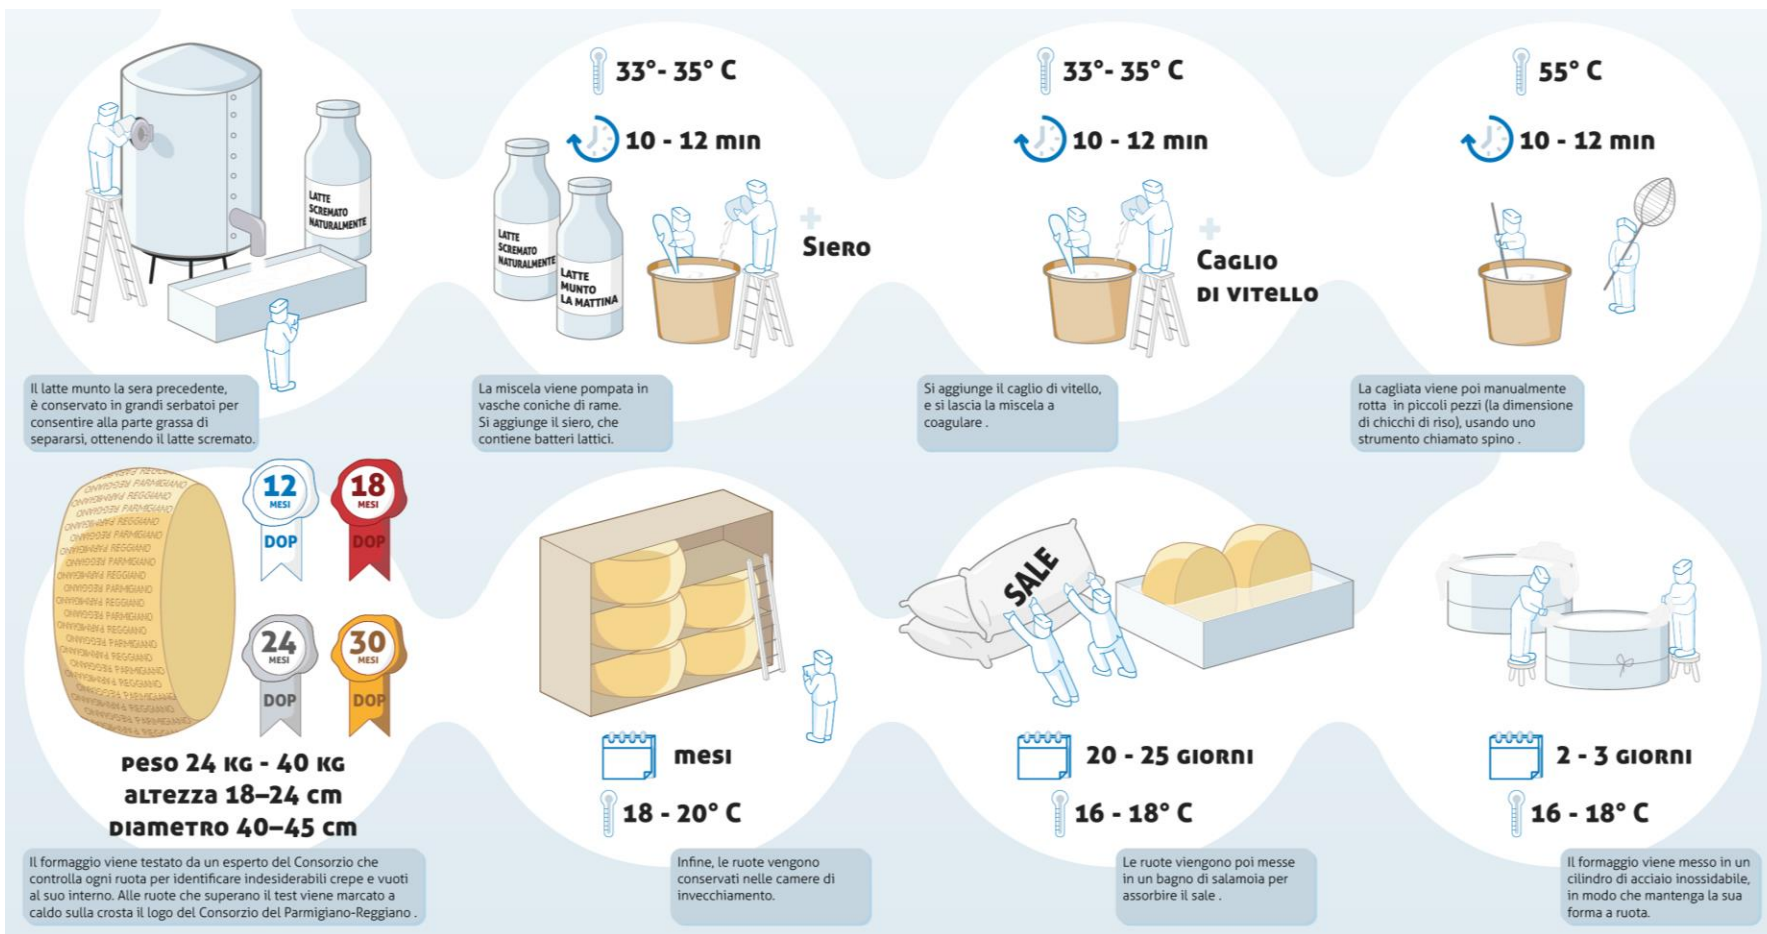 LATTE
SCREMATO
NATURALMENTE
Il latte munto la sera precedente,
è conservato in grandi serbatoi per
consentire alla parte grassa di
separarsi, ottenendo il latte scremato.
33°- 35° C
10 - 12 min
LATTE
SCREMATO
NATURALMENTE
LATTE
MUNTO
LA MATTINA
+
Siero
La miscela viene pompata in
vasche coniche di rame.
Si aggiunge il siero, che
contiene batteri lattici.
33°- 35° C
10 - 12 min
+
Caglio
di vitello
Si aggiunge il caglio di vitello,
e si lascia la miscela a
coagulare .
55° C
10 - 12 min
La cagliata viene poi manualmente
rotta in piccoli pezzi (la dimensione
di chicchi di riso), usando uno
strumento chiamato spino .
PARMIGIANO REGGIANO
12
MESI
DOP
18
MESI
DOP
24
MESI
DOP
30
MESI
DOP
peso 24 kg - 40 kg
altezza 18–24 cm
diametro 40–45 cm
Il formaggio viene testato da un esperto del Consorzio che
controlla ogni ruota per identificare indesiderabili crepe e vuoti
al suo interno. Alle ruote che superano il test viene marcato a
caldo sulla crosta il logo del Consorzio del Parmigiano-Reggiano .
mesi
18 - 20° C
Infine, le ruote vengono
conservati nelle camere di
invecchiamento.
SALE
20 - 25 giorni
16 - 18° C
Le ruote viengono poi messe
in un bagno di salamoia per
assorbire il sale .
2 - 3 giorni
16 - 18° C
Il formaggio viene messo in un
cilindro di acciaio inossidabile,
in modo che mantenga la sua
forma a ruota.